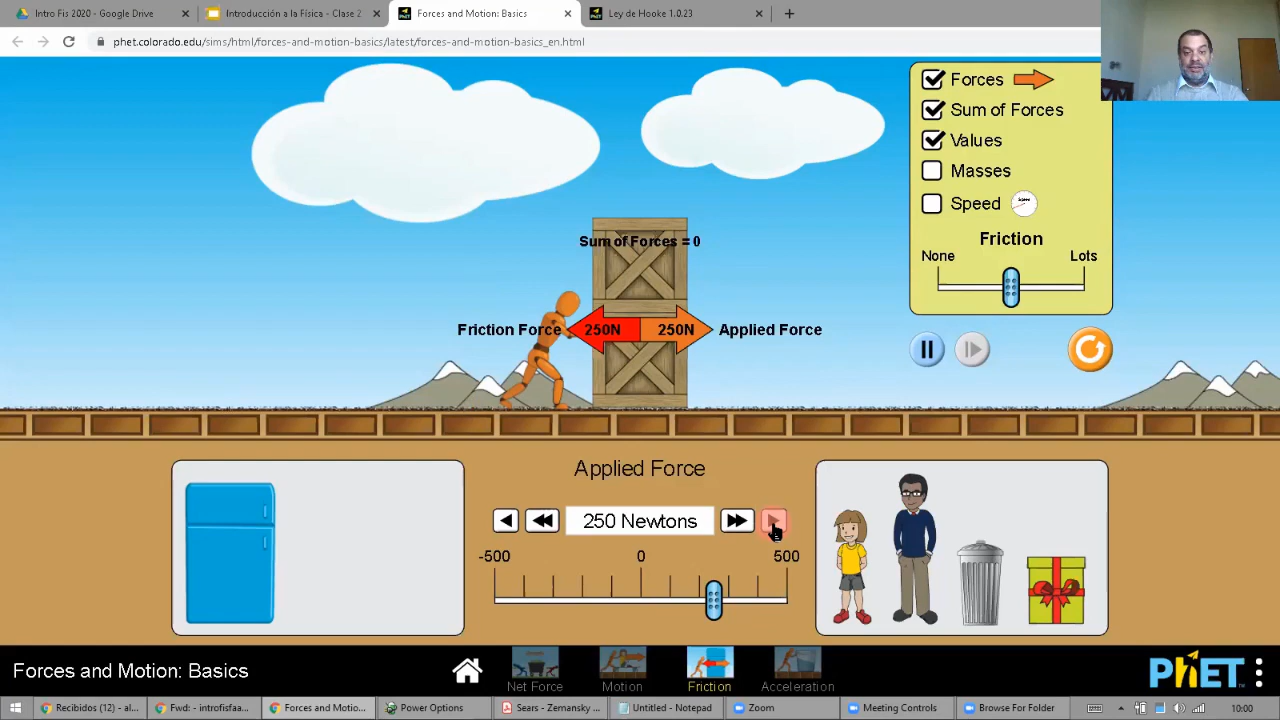 Drive Intro Fis 2020 - Google Drive
Introducción a la Física - Clase 2
Forces and Motion: Basics
Ley de Hooke 1.0.23
phet.colorado.edu/sims/html/forces-and-motion-basics/latest/forces-and-motion-basics_en.html
Forces
Sum of Forces
Values
Masses
Speed
Speed
Friction
None
Lots
Sum of Forces = 0
Friction Force
250N
250N
Applied Force
Applied Force
250 Newtons
-500
0
500
Forces and Motion: Basics
Net Force
Motion
Friction
Acceleration
PhET
Recibidos (12) - 8...
Fwd: - introfisfaa...
Forces and Motio...
Power Options
Sears - Zemansky ...
Untitled - Notepad
Zoom
Meeting Controls
Browse For Folder
10:00